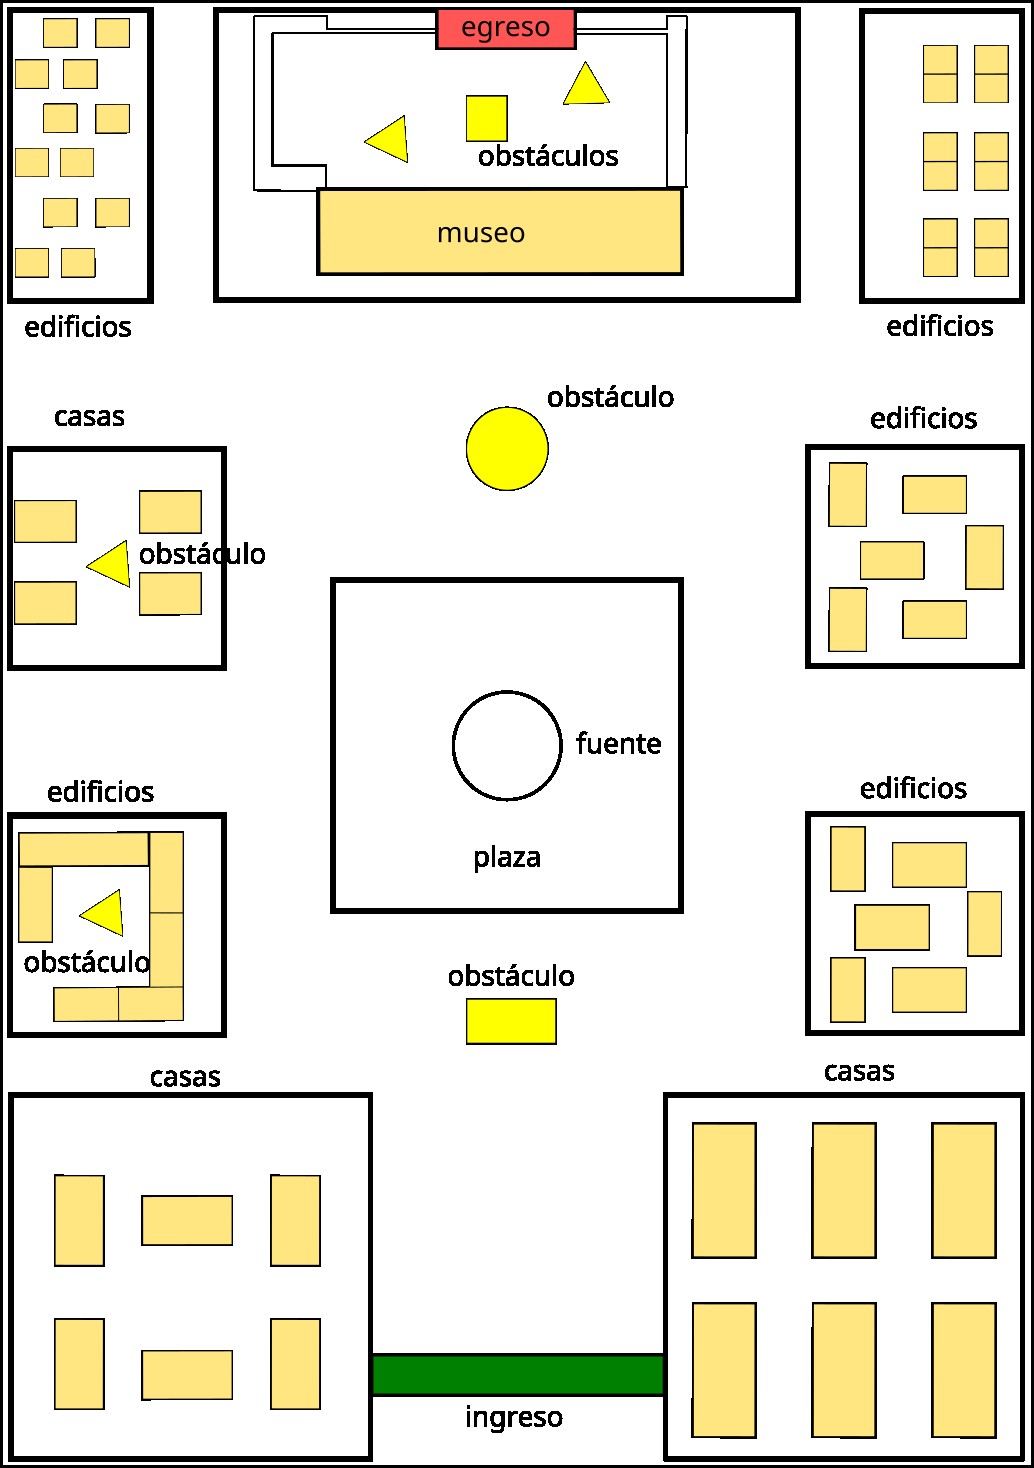 egreso
obstáculos
museo
edificios
edificios
obstáculo
casas
edificios
obstáculo
fuente
edificios
edificios
plaza
obstáculo
obstáculo
casas
casas
ingreso